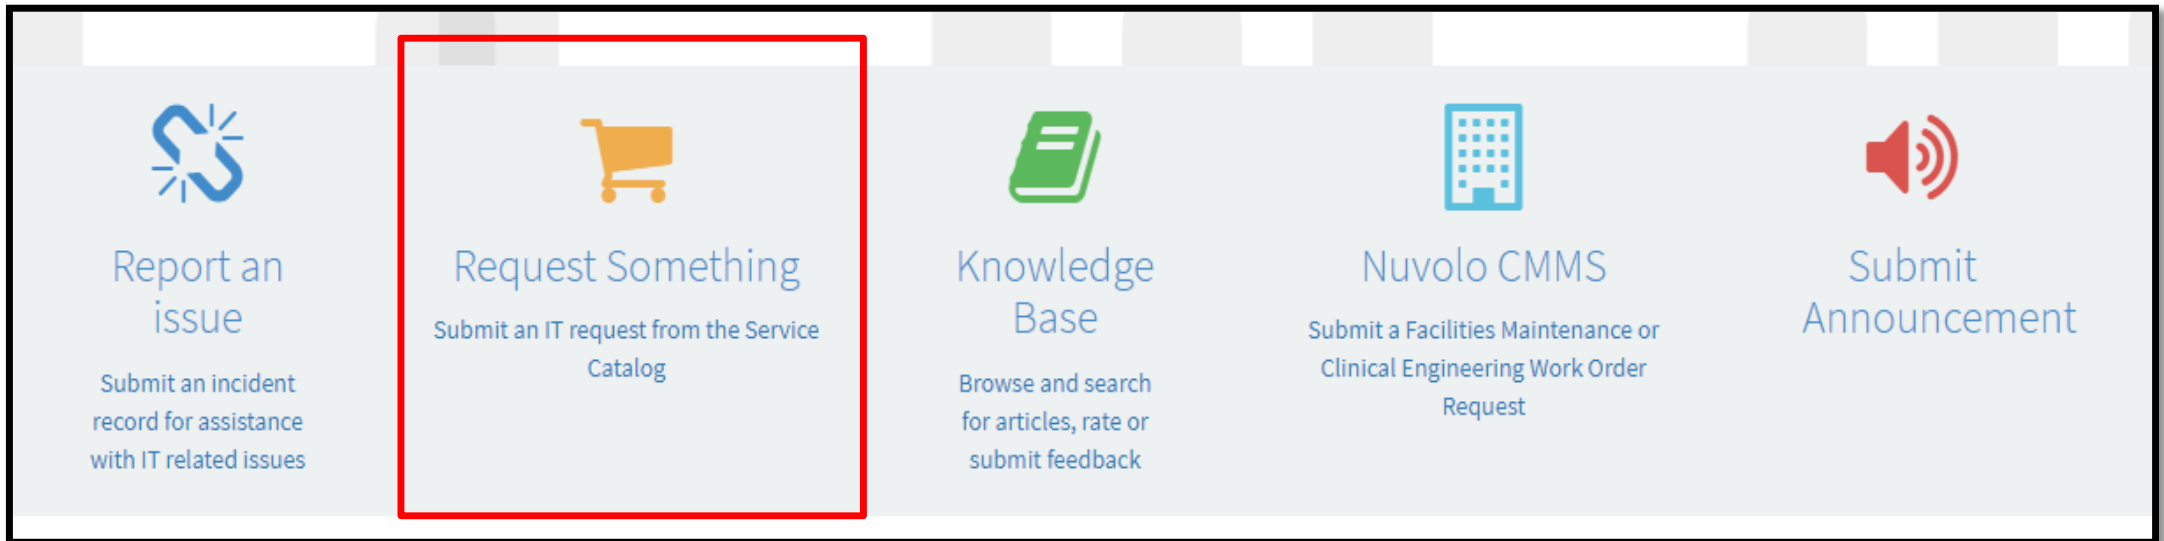 Report an
issue
Submit an incident
record for assistance
with IT related issues
Request Something
Submit an IT request from the Service
Catalog
Knowledge
Base
Browse and search
for articles, rate or
submit feedback
Nuvolo CMMS
Submit a Facilities Maintenance or
Clinical Engineering Work Order
Request
Submit
Announcement